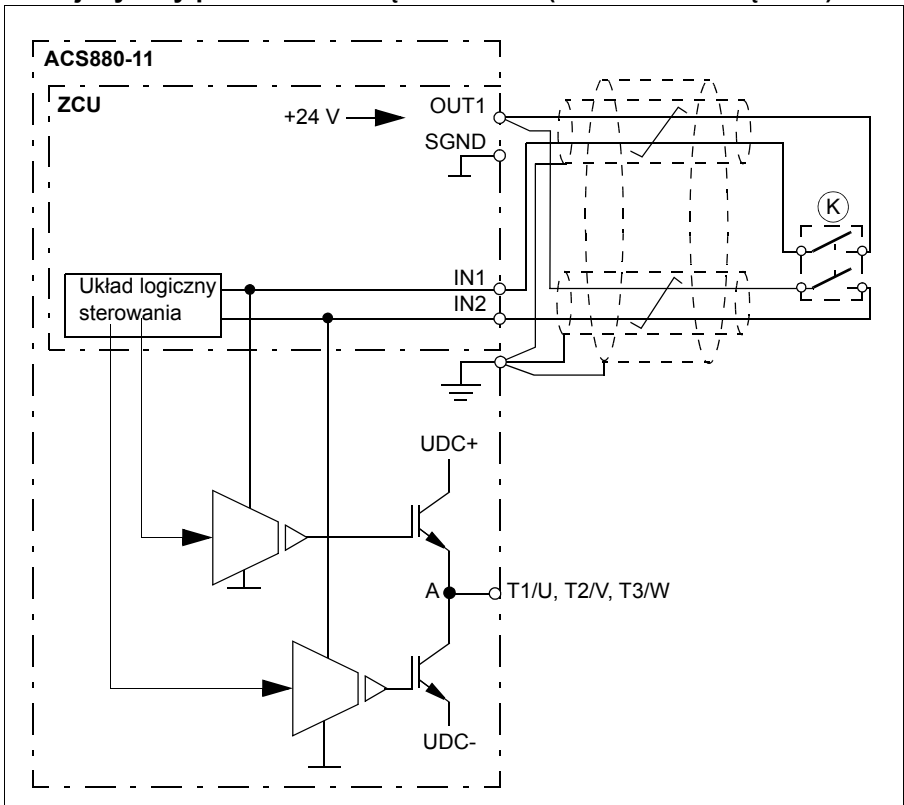 ACS880-11
ZCU
+24 V
OUT1
SGND
K
Układ logiczny
sterowania
IN1
IN2
UDC+
A
T1/U, T2/V, T3/W
UDC-